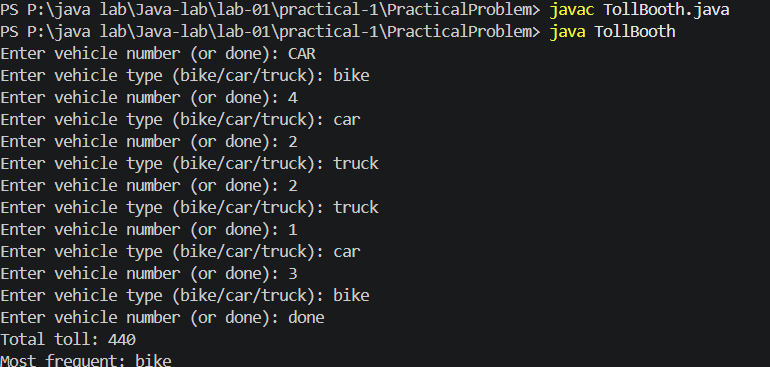 PS P:\java lab\Java-lab\lab-01\practical-1\PracticalProblem> javac TollBooth.java
PS P:\java lab\Java-lab\lab-01\practical-1\PracticalProblem> java TollBooth
Enter vehicle number (or done): CAR
Enter vehicle type (bike/car/truck): bike
Enter vehicle number (or done): 4
Enter vehicle type (bike/car/truck): car
Enter vehicle number (or done): 2
Enter vehicle type (bike/car/truck): truck
Enter vehicle number (or done): 2
Enter vehicle type (bike/car/truck): truck
Enter vehicle number (or done): 1
Enter vehicle type (bike/car/truck): car
Enter vehicle number (or done): 3
Enter vehicle type (bike/car/truck): bike
Enter vehicle number (or done): done
Total toll: 440
Most frequent: bike